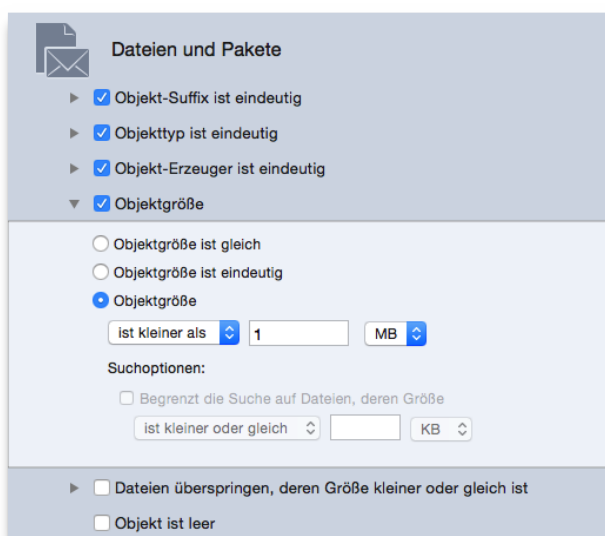 Dateien und Pakete
Objekt-Suffix ist eindeutig
Objekttyp ist eindeutig
Objekt-Erzeuger ist eindeutig
Objektgröße
Objektgröße ist gleich
Objektgröße ist eindeutig
Objektgröße
ist kleiner als 1 MB
Suchoptionen:
Begrenzt die Suche auf Dateien, deren Größe
ist kleiner oder gleich KB
Dateien überspringen, deren Größe kleiner oder gleich ist
Objekt ist leer